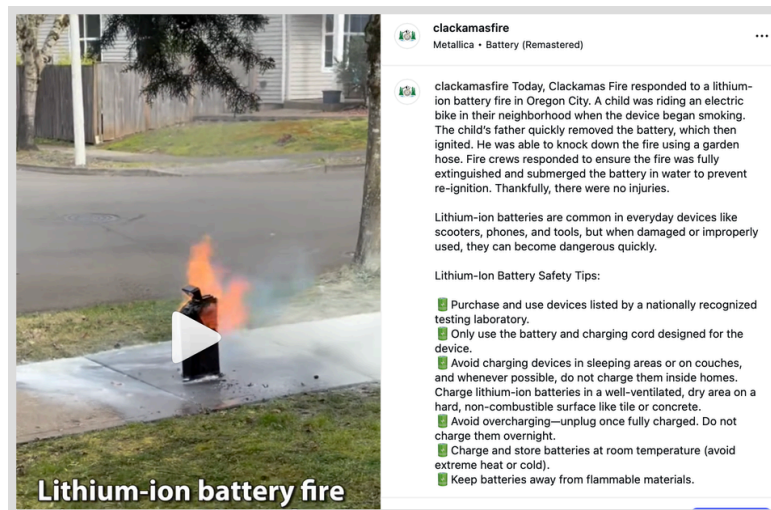 clackamasfire
Metallica • Battery (Remastered)
clackamasfire Today, Clackamas Fire responded to a lithium-
ion battery fire in Oregon City. A child was riding an electric
bike in their neighborhood when the device began smoking.
The child's father quickly removed the battery, which then
ignited. He was able to knock down the fire using a garden
hose. Fire crews responded to ensure the fire was fully
extinguished and submerged the battery in water to prevent
re-ignition. Thankfully, there were no injuries.
Lithium-ion batteries are common in everyday devices like
scooters, phones, and tools, but when damaged or improperly
used, they can become dangerous quickly.
Lithium-Ion Battery Safety Tips:
Purchase and use devices listed by a nationally recognized
testing laboratory.
Only use the battery and charging cord designed for the
device.
Avoid charging devices in sleeping areas or on couches,
and whenever possible, do not charge them inside homes.
Charge lithium-ion batteries in a well-ventilated, dry area on a
hard, non-combustible surface like tile or concrete.
Avoid overcharging—unplug once fully charged. Do not
charge them overnight.
Charge and store batteries at room temperature (avoid
extreme heat or cold).
Keep batteries away from flammable materials.
Lithium-ion battery fire